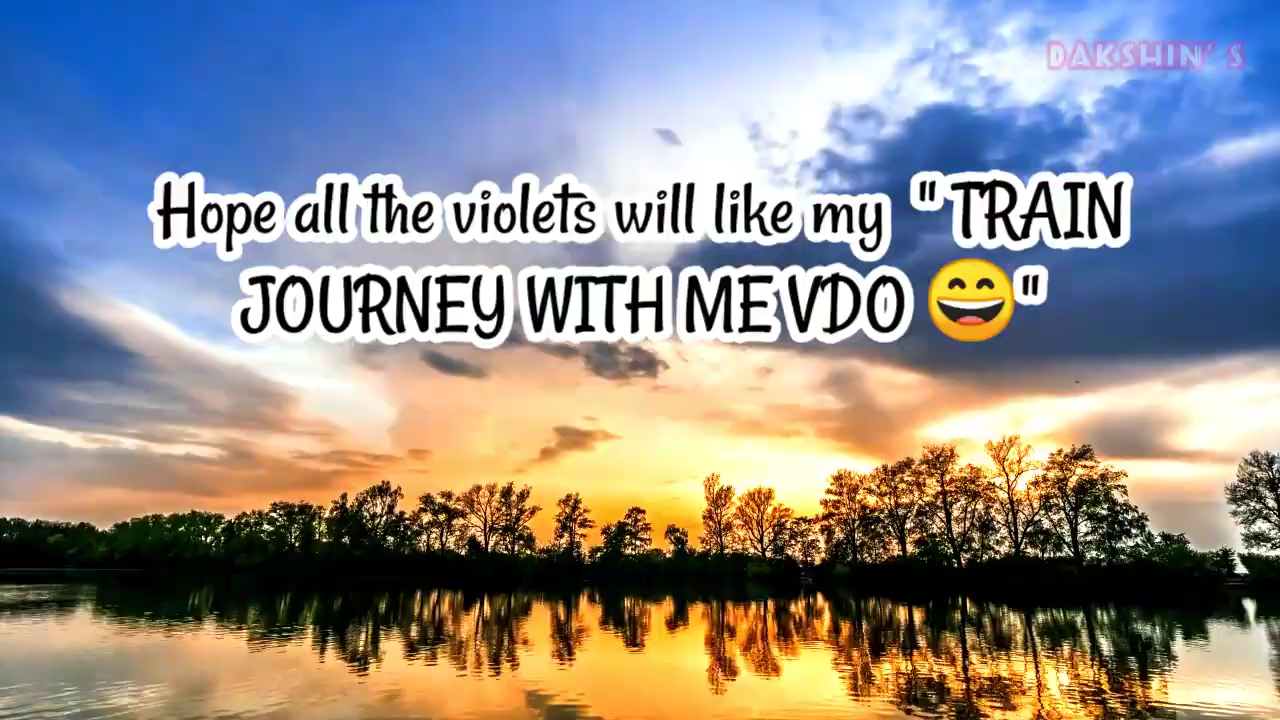 DAKSHIN' S
Hope all the violets will like my "TRAIN
JOURNEY WITH ME VDO 😄"